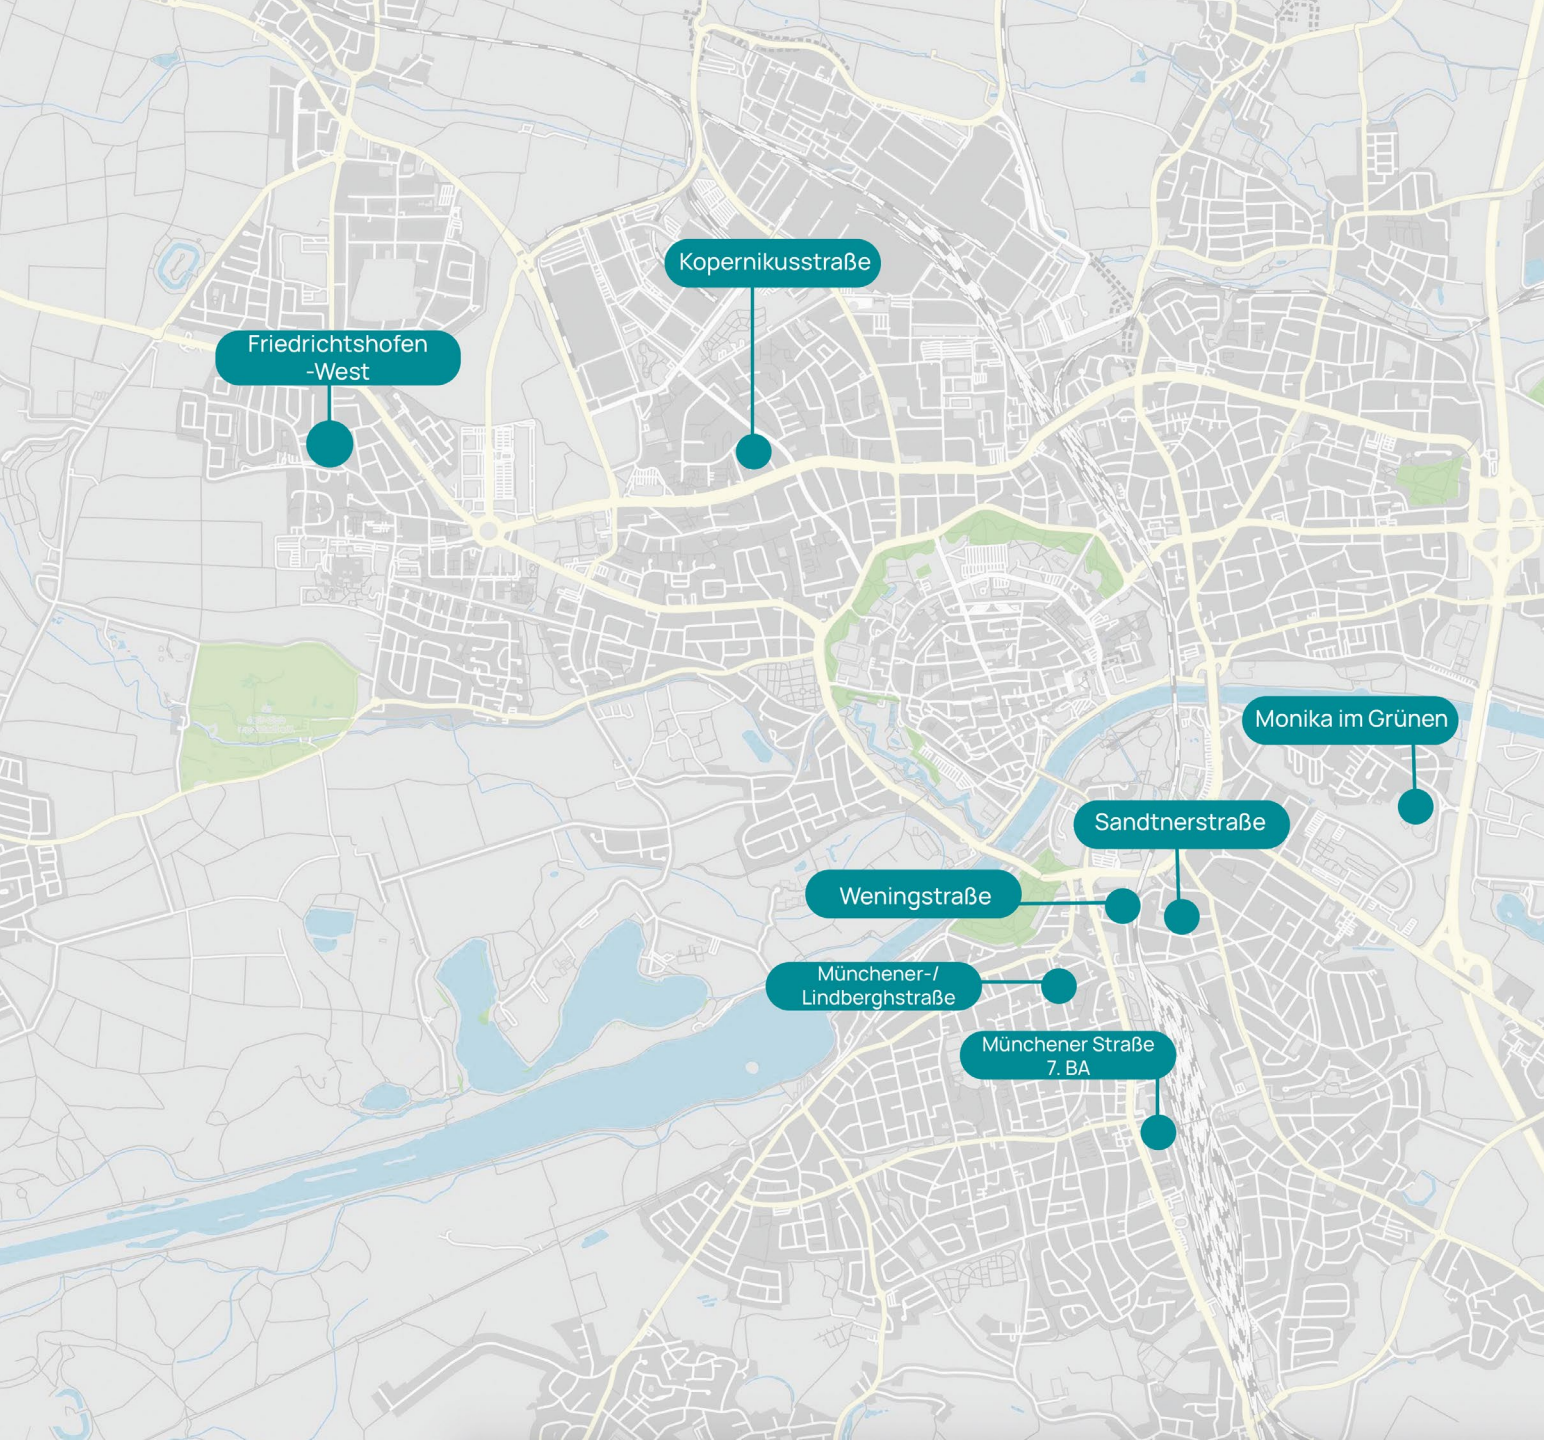 Kopernikusstraße
Friedrichtshofen
-West
Monika im Grünen
Sandtnerstraße
Weningstraße
Münchener-/
Lindberghstraße
Münchener Straße
7. BA